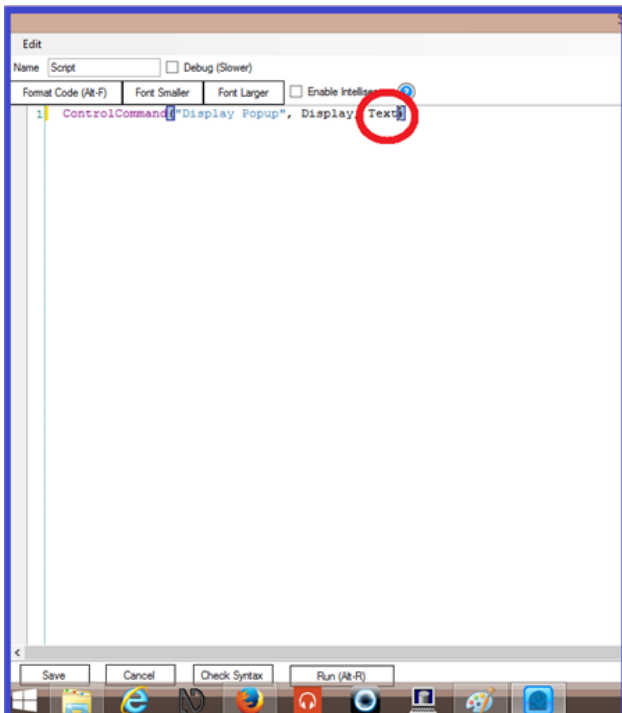 S
Edit
Name Script Debug (Slower)
Format Code (Alt-F) Font Smaller Font Larger Enable
1 ControlCommand("Display Popup", Display, Text)
Save Cancel Check Syntax Run (Alt-R)